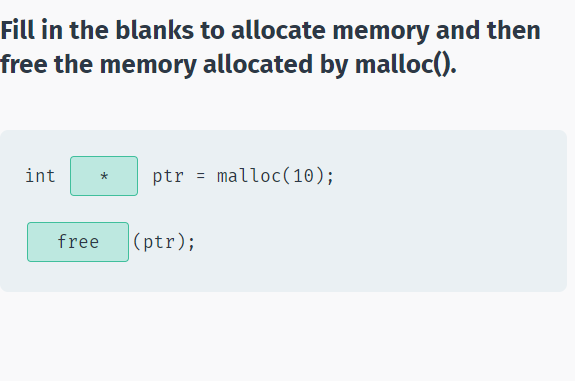 Fill in the blanks to allocate memory and then
free the memory allocated by malloc().
int * ptr = malloc(10);
free (ptr);